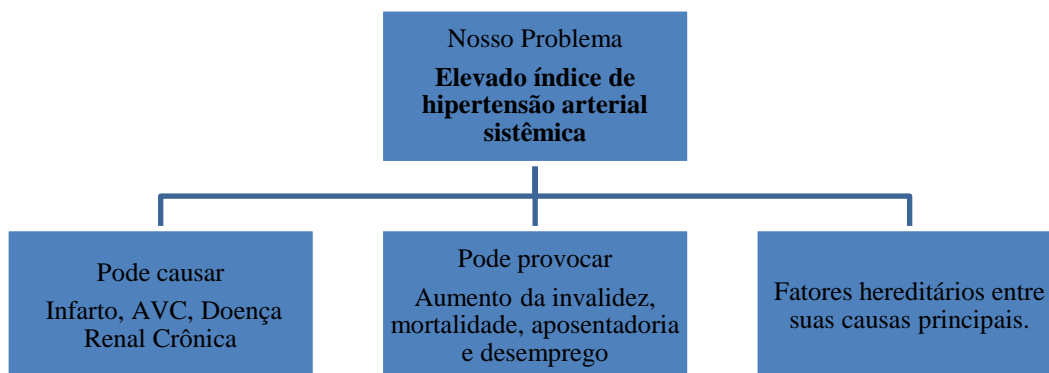 Nosso Problema
Elevado índice de
hipertensão arterial
sistêmica
Pode causar
Infarto, AVC, Doença
Renal Crônica
Pode provocar
Aumento da invalidez,
mortalidade, aposentadoria
e desemprego
Fatores hereditários entre
suas causas principais.